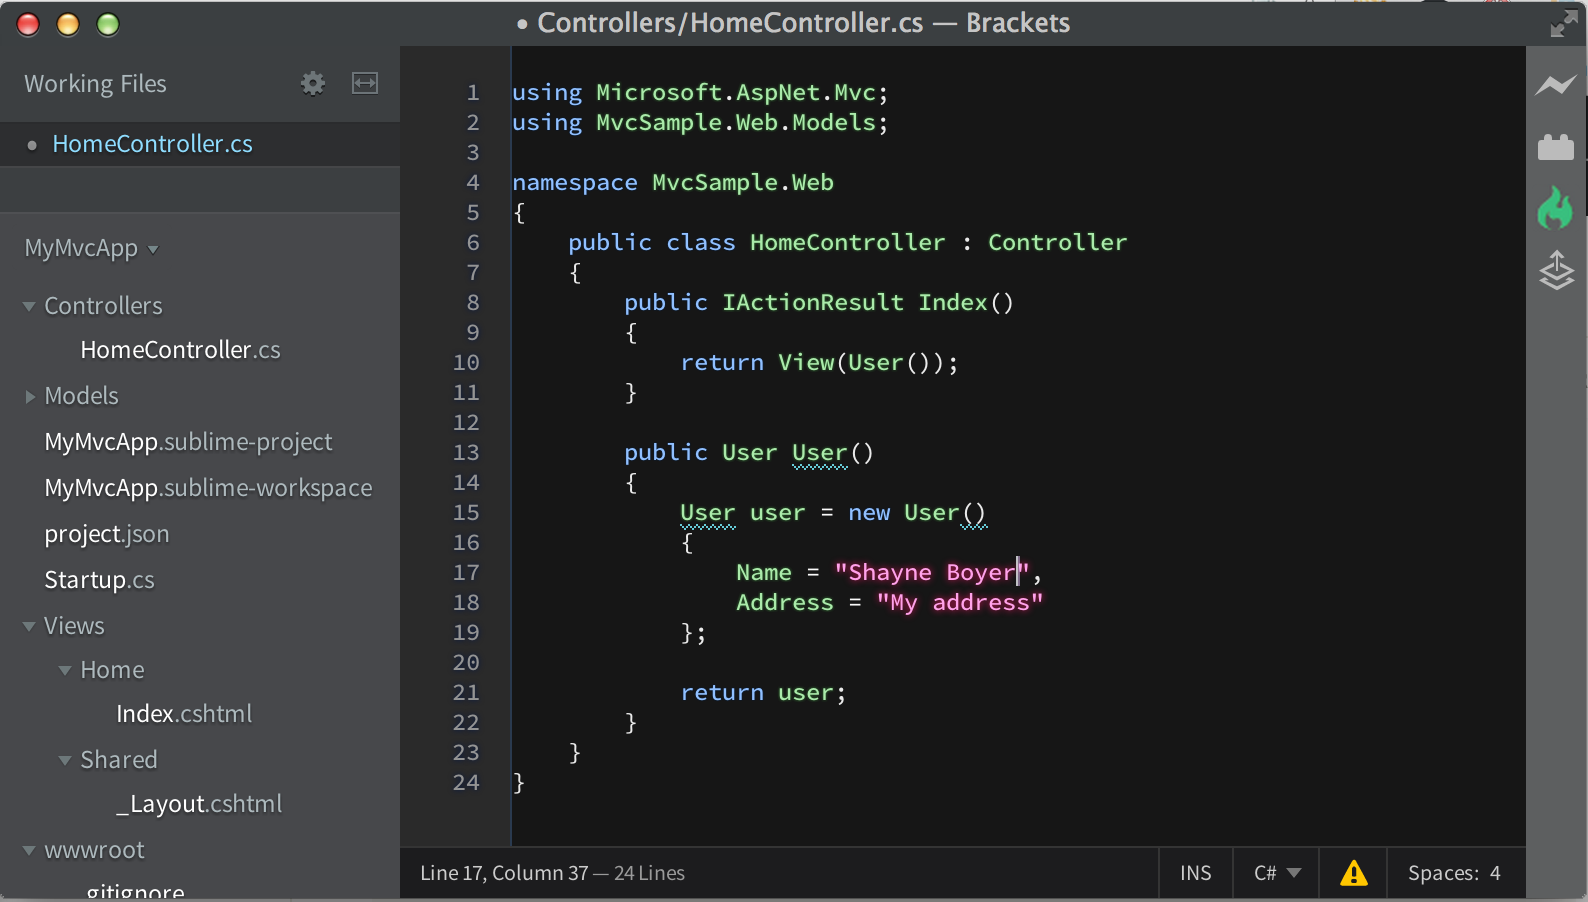 • Controllers/HomeController.cs — Brackets
Working Files
• HomeController.cs
MyMvcApp
Controllers
HomeController.cs
Models
MyMvcApp.sublime-project
MyMvcApp.sublime-workspace
project.json
Startup.cs
Views
Home
Index.cshtml
Shared
_Layout.cshtml
wwwroot
.gitignore
1 using Microsoft.AspNet.Mvc;
2 using MvcSample.Web.Models;
3
4 namespace MvcSample.Web
5 {
6     public class HomeController : Controller
7     {
8         public IActionResult Index()
9         {
10             return View(User());
11         }
12
13         public User User()
14         {
15             User user = new User()
16             {
17                 Name = "Shayne Boyer",
18                 Address = "My address"
19             };
20
21             return user;
22         }
23     }
24 }
Line 17, Column 37 — 24 Lines
INS
C#
Spaces: 4